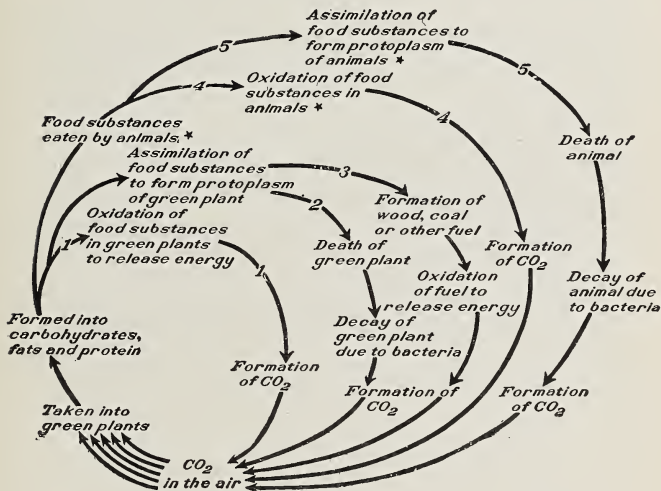 Assimilation of
food substances to
form protoplasm
of animals *
5
5
Oxidation of food
substances in
animals *
4
4
Food substances
eaten by animals, *
Death of
animal
Assimilation of
food substances
to form protoplasm
of green plant
3
2
Formation of
wood, coal
or other fuel
Oxidation of
food substances
in green plants
to release energy
1
1
Death of
green plant
Formation
of CO2
Oxidation
of fuel to
release energy
Decay of
animal due
to bacteria
Formed into
carbohydrates,
fats and protein
Decay of
green plant
due to bacteria
Formation
of CO2
Formation of
CO2
Formation
of CO2
Taken into
green plants
CO2
in the air